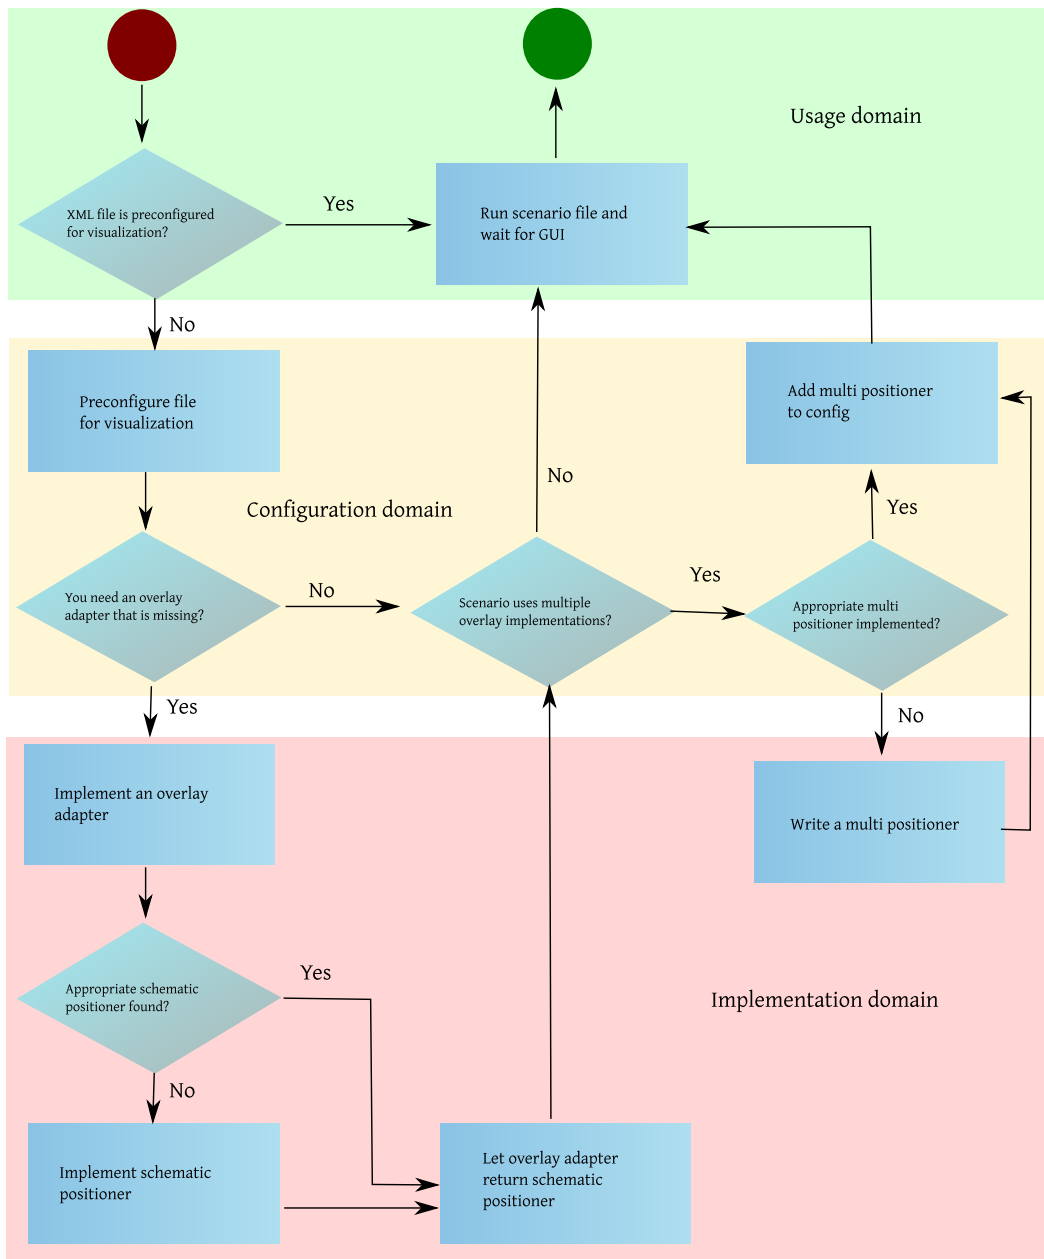 Usage domain
XML file is preconfigured
for visualization?
Yes
Run scenario file and
wait for GUI
No
Preconfigure file
for visualization
Add multi positioner
to config
No
Configuration domain
Yes
You need an overlay
adapter that is missing?
No
Scenario uses multiple
overlay implementations?
Yes
Appropriate multi
positioner implemented?
Yes
No
Implement an overlay
adapter
Write a multi positioner
Appropriate schematic
positioner found?
Yes
Implementation domain
No
Implement schematic
positioner
Let overlay adapter
return schematic
positioner